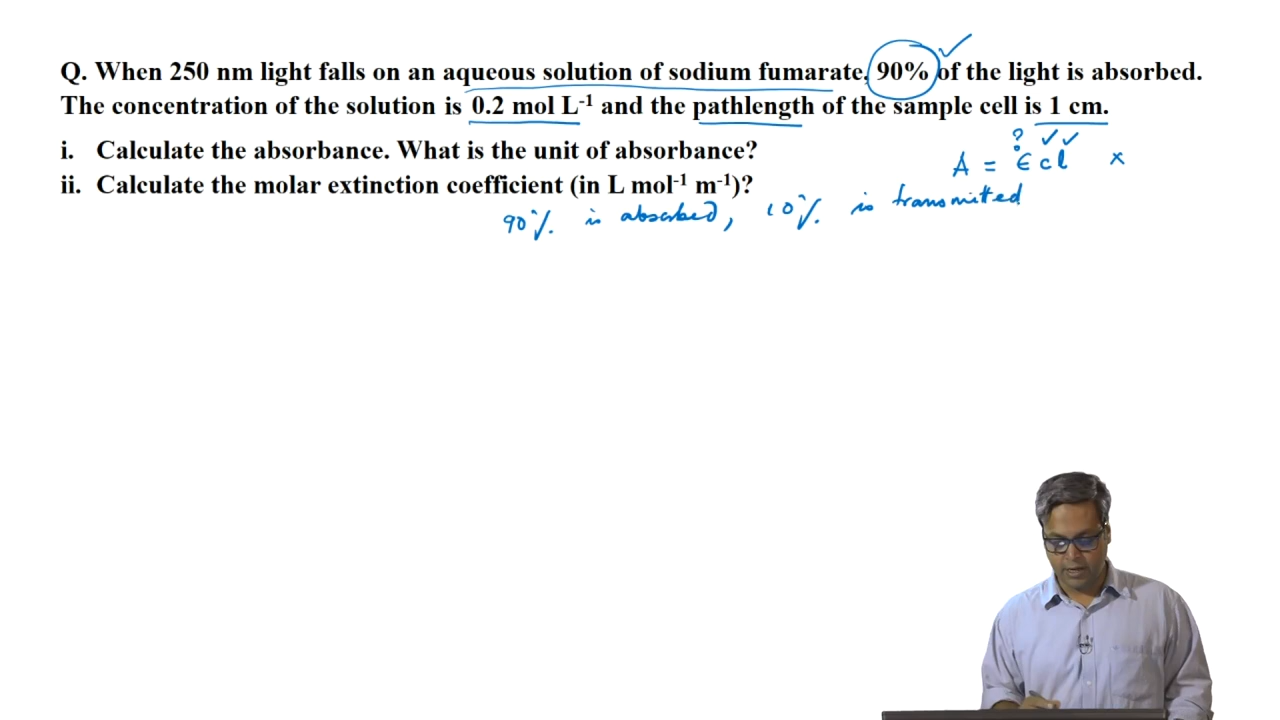 Q. When 250 nm light falls on an aqueous solution of sodium fumarate, 90% of the light is absorbed.
The concentration of the solution is 0.2 mol L⁻¹ and the pathlength of the sample cell is 1 cm.
i. Calculate the absorbance. What is the unit of absorbance?
? ✓✓
A = ϵcl ×
ii. Calculate the molar extinction coefficient (in L mol⁻¹ m⁻¹)?
90% is absorbed, 10% is transmitted